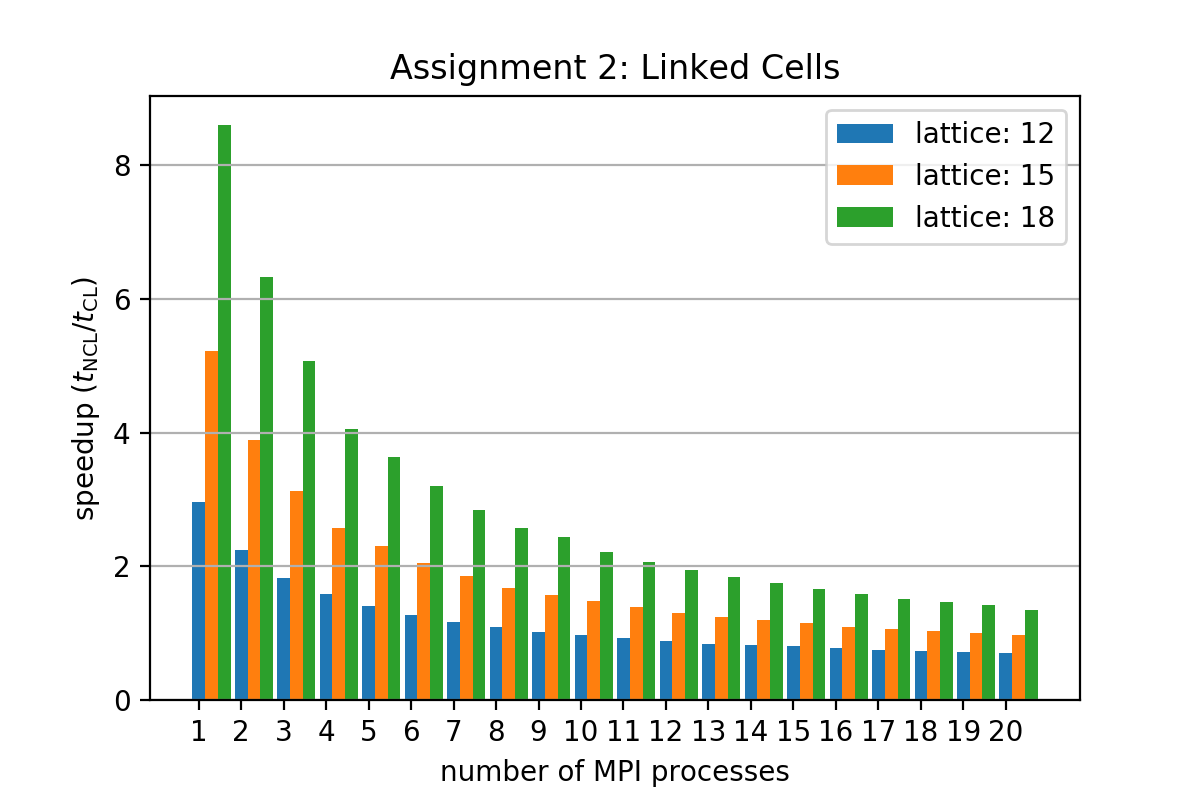 Assignment 2: Linked Cells
lattice: 12
lattice: 15
lattice: 18
speedup (t_NCL/t_CL)
8
6
4
2
0
1 2 3 4 5 6 7 8 9 10 11 12 13 14 15 16 17 18 19 20
number of MPI processes